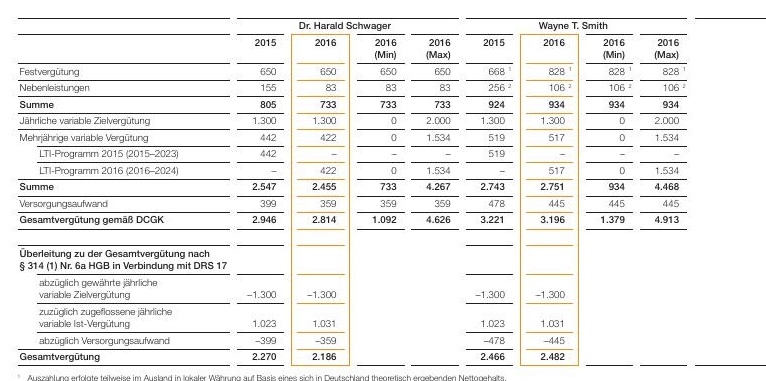 Dr. Harald Schwager Wayne T. Smith
2015 2016 2016 2016 2015 2016 2016 2016
(Min) (Max) (Min) (Max)
Festvergütung 650 650 650 650 668 ¹ 828 ¹ 828 ¹ 828 ¹
Nebenleistungen 155 83 83 83 256 ² 106 ² 106 ² 106 ²
Summe 805 733 733 733 924 934 934 934
Jährliche variable Zielvergütung 1.300 1.300 0 2.000 1.300 1.300 0 2.000
Mehrjährige variable Vergütung 442 422 0 1.534 519 517 0 1.534
LTI-Programm 2015 (2015–2023) 442 – – – 519 – – –
LTI-Programm 2016 (2016–2024) – 422 0 1.534 – 517 0 1.534
Summe 2.547 2.455 733 4.267 2.743 2.751 934 4.468
Versorgungsaufwand 399 359 359 359 478 445 445 445
Gesamtvergütung gemäß DCGK 2.946 2.814 1.092 4.626 3.221 3.196 1.379 4.913
Überleitung zu der Gesamtvergütung nach
§ 314 (1) Nr. 6a HGB in Verbindung mit DRS 17
abzüglich gewährte jährliche
variable Zielvergütung –1.300 –1.300 –1.300 –1.300
zuzüglich zugeflossene jährliche
variable Ist-Vergütung 1.023 1.031 1.023 1.031
abzüglich Versorgungsaufwand –399 –359 –478 –445
Gesamtvergütung 2.270 2.186 2.466 2.482
¹ Auszahlung erfolgte teilweise im Ausland in lokaler Währung auf Basis eines sich in Deutschland theoretisch ergebenden Nettogehalts.